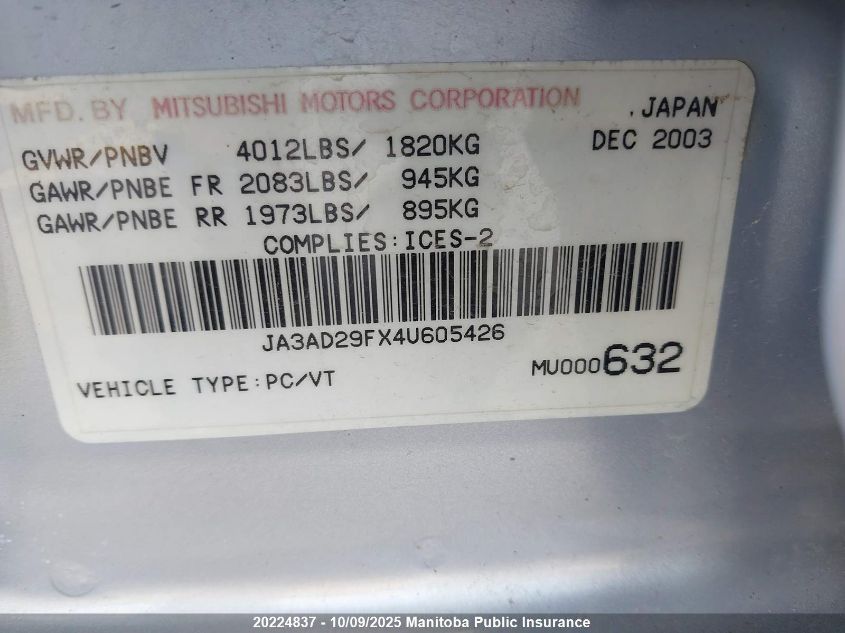 MFD. BY MITSUBISHI MOTORS CORPORATION , JAPAN
GVWR/PNBV 4012LBS/ 1820KG DEC 2003
GAWR/PNBE FR 2083LBS/ 945KG
GAWR/PNBE RR 1973LBS/ 895KG
COMPLIES:ICES-2
JA3AD29FX4U605426
VEHICLE TYPE:PC/VT MU000632
20224837 - 10/09/2025 Manitoba Public Insurance